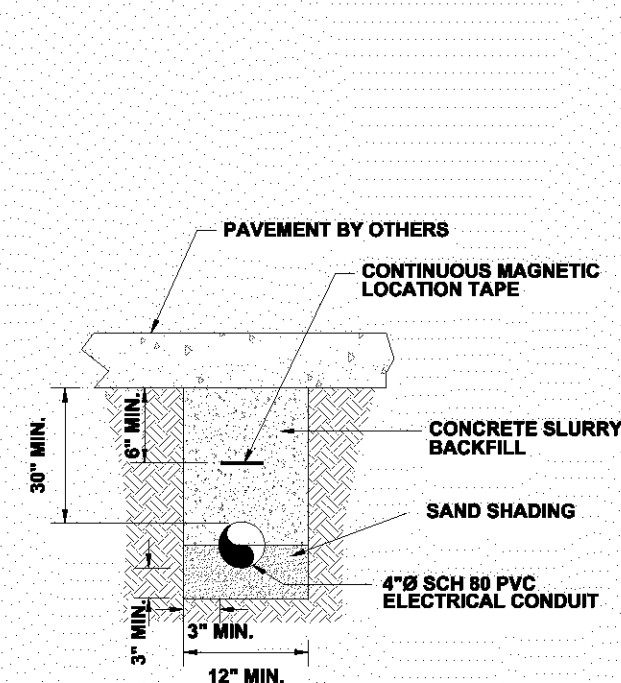 PAVEMENT BY OTHERS
CONTINUOUS MAGNETIC
LOCATION TAPE
6" MIN.
30" MIN.
CONCRETE SLURRY
BACKFILL
SAND SHADING
4"Ø SCH 80 PVC
ELECTRICAL CONDUIT
3" MIN.
3" MIN.
12" MIN.